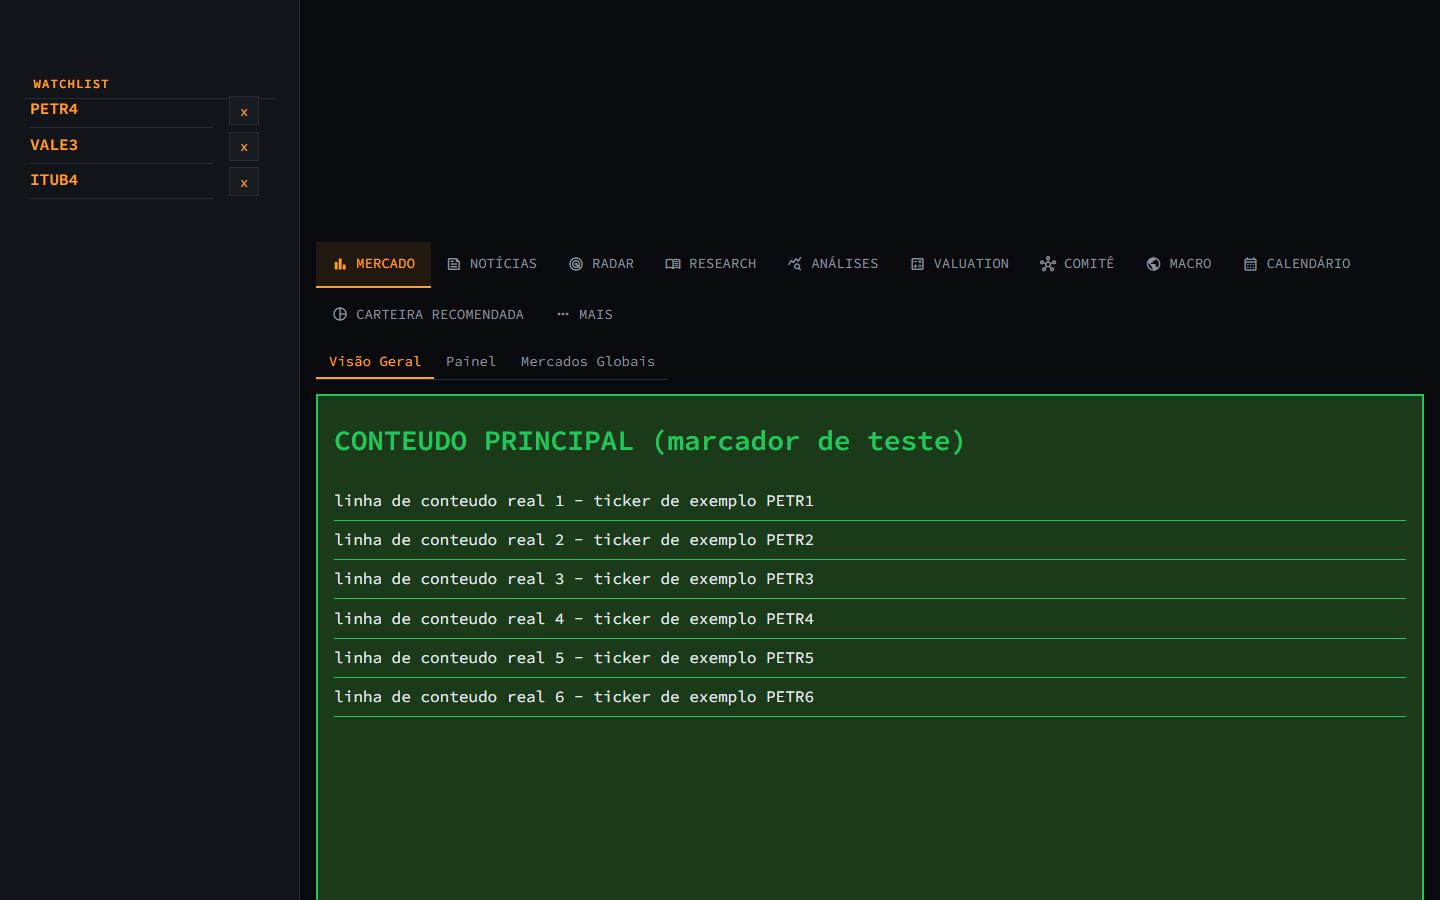 WATCHLIST
PETR4 x
VALE3 x
ITUB4 x
MERCADO NOTÍCIAS RADAR RESEARCH ANÁLISES VALUATION COMITÊ MACRO CALENDÁRIO
CARTEIRA RECOMENDADA MAIS
Visão Geral Painel Mercados Globais
CONTEUDO PRINCIPAL (marcador de teste)
linha de conteudo real 1 - ticker de exemplo PETR1
linha de conteudo real 2 - ticker de exemplo PETR2
linha de conteudo real 3 - ticker de exemplo PETR3
linha de conteudo real 4 - ticker de exemplo PETR4
linha de conteudo real 5 - ticker de exemplo PETR5
linha de conteudo real 6 - ticker de exemplo PETR6